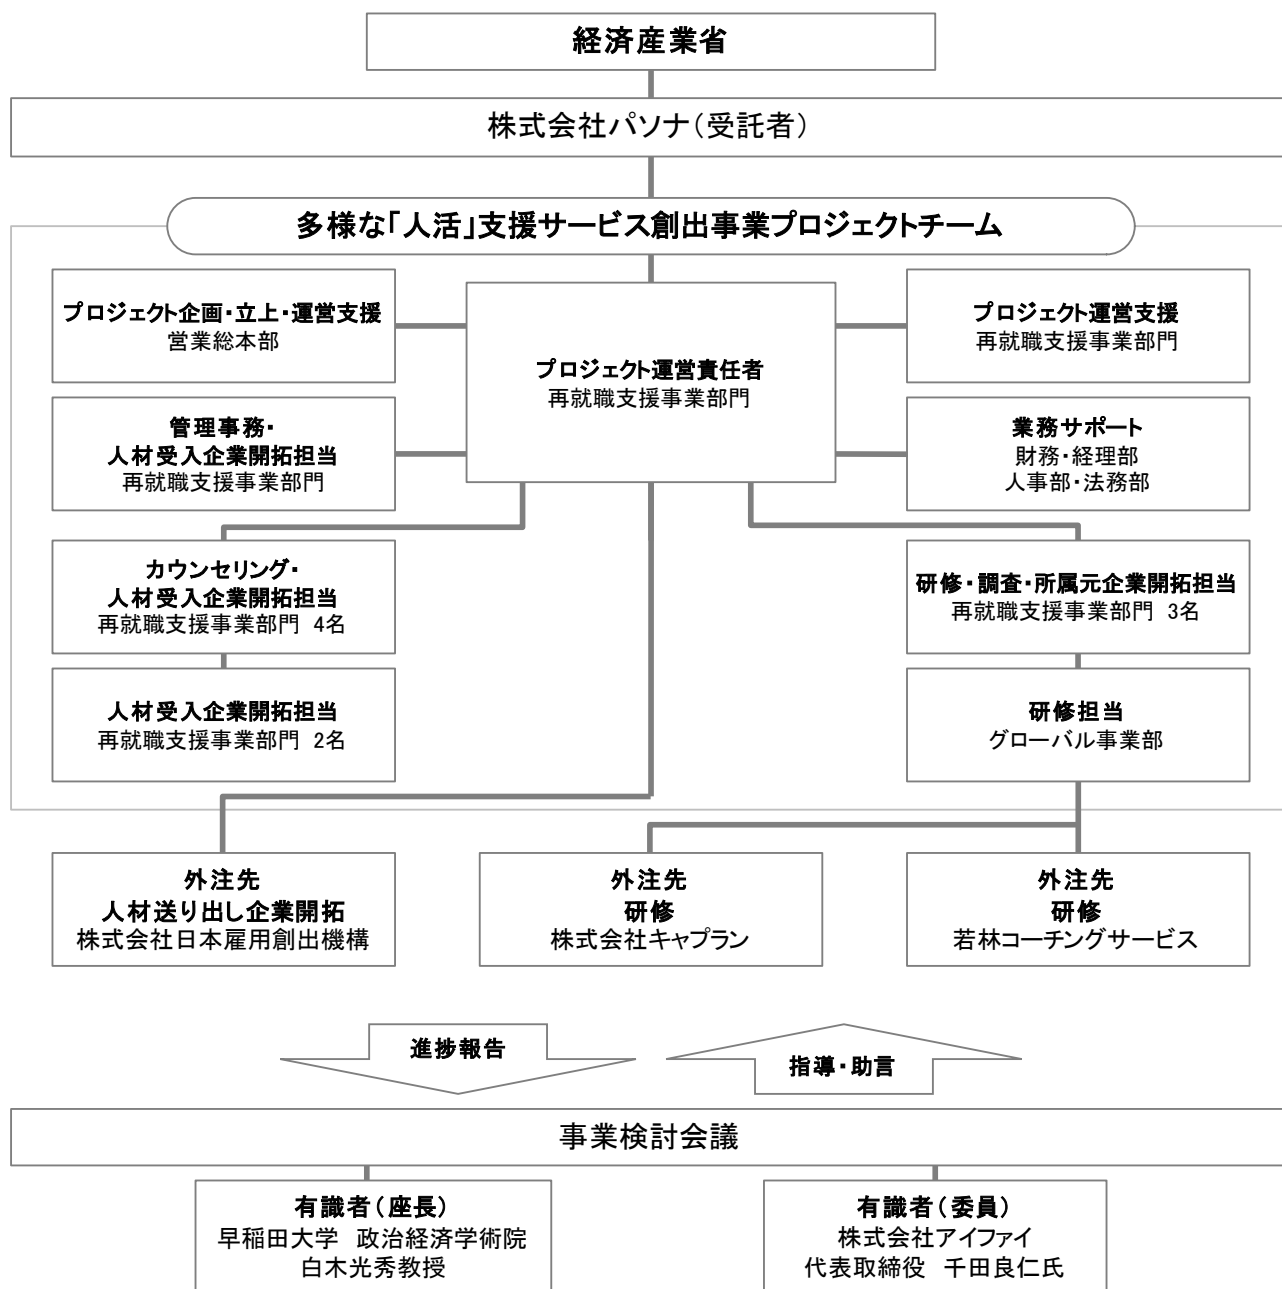 経済産業省
株式会社パソナ（受託者）
多様な「人活」支援サービス創出事業プロジェクトチーム
プロジェクト企画・立上・運営支援
営業総本部
プロジェクト運営責任者
再就職支援事業部門
プロジェクト運営支援
再就職支援事業部門
管理事務・
人材受入企業開拓担当
再就職支援事業部門
業務サポート
財務・経理部
人事部・法務部
カウンセリング・
人材受入企業開拓担当
再就職支援事業部門 4名
研修・調査・所属元企業開拓担当
再就職支援事業部門 3名
人材受入企業開拓担当
再就職支援事業部門 2名
研修担当
グローバル事業部
外注先
人材送り出し企業開拓
株式会社日本雇用創出機構
外注先
研修
株式会社キャプラン
外注先
研修
若林コーチングサービス
進捗報告
指導・助言
事業検討会議
有識者（座長）
早稲田大学　政治経済学術院
白木光秀教授
有識者（委員）
株式会社アイファイ
代表取締役　千田良仁氏